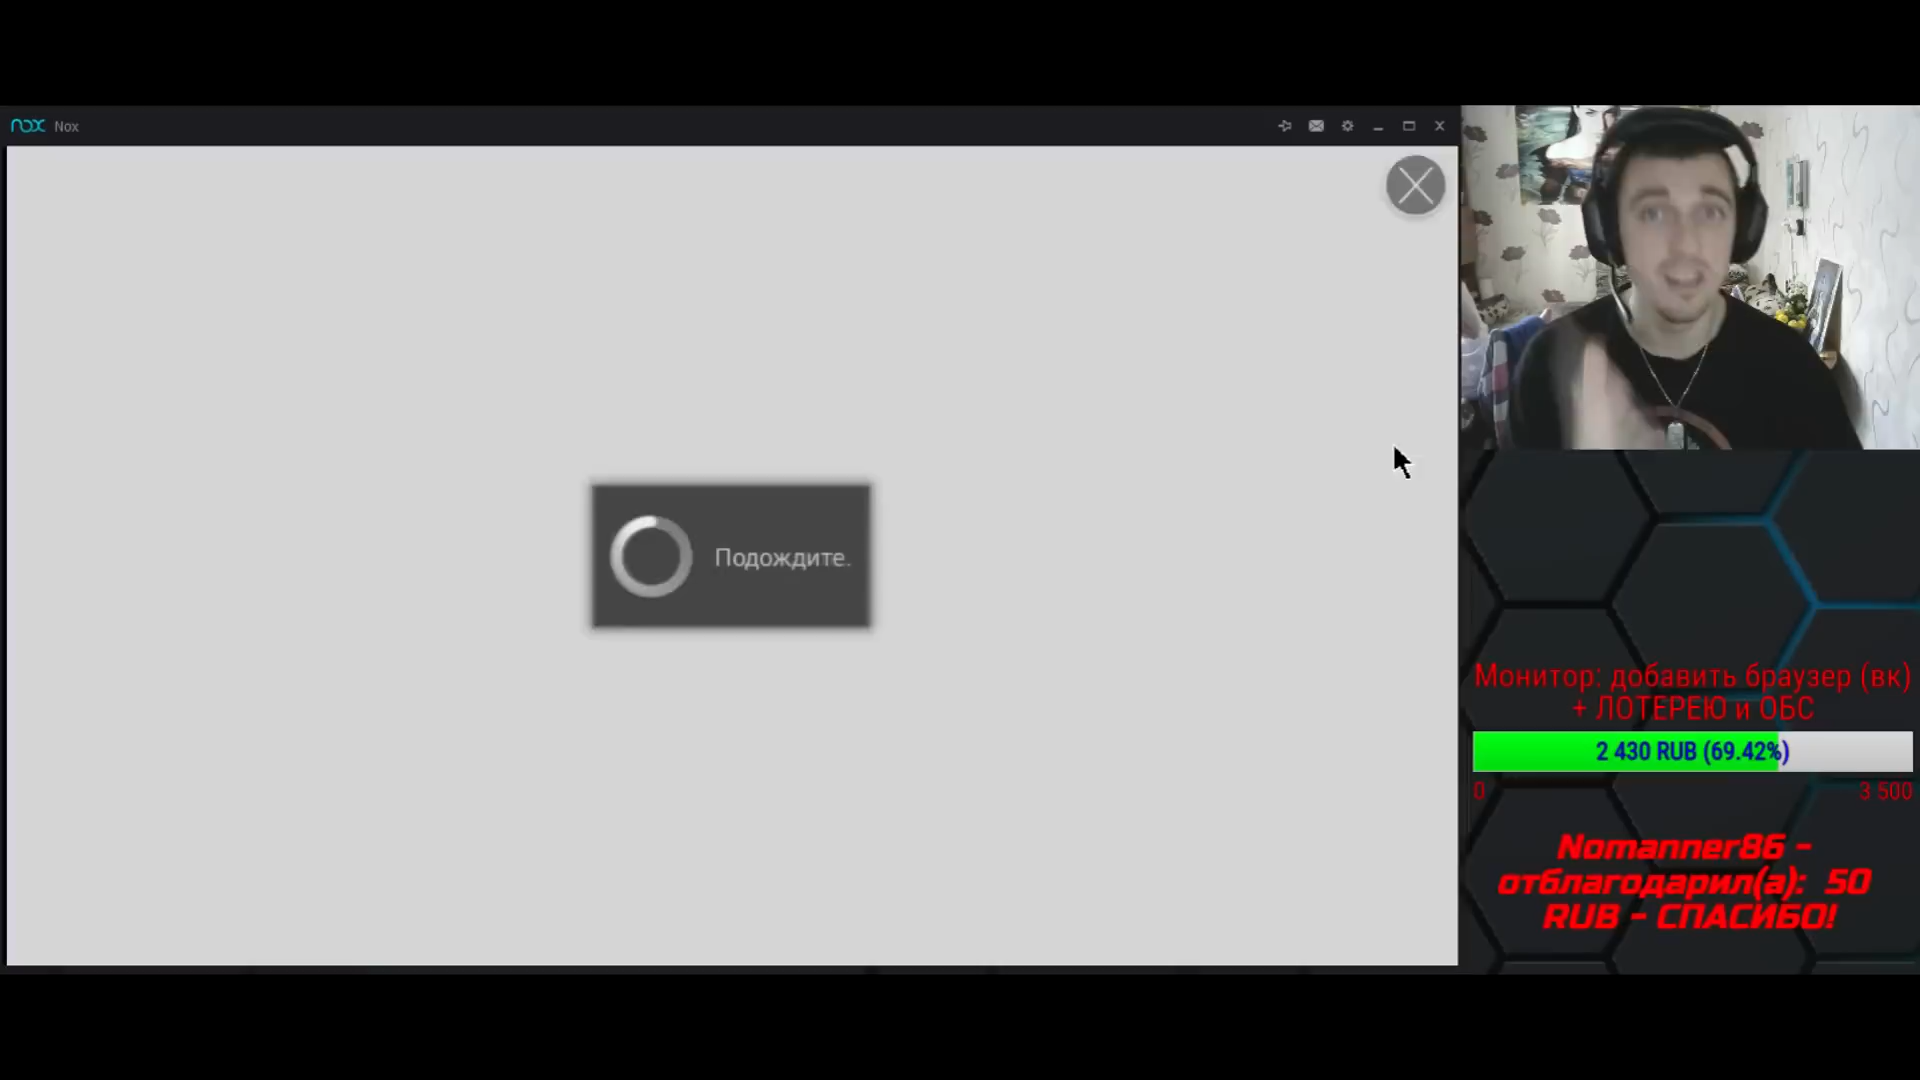 nox Nox
Подождите.
Монитор: добавить браузер (вк)
+ ЛОТЕРЕЮ и ОБС
2 430 RUB (69.42%)
0 3 500
Nomanner86 -
отблагодарил(а): 50
RUB - СПАСИБО!